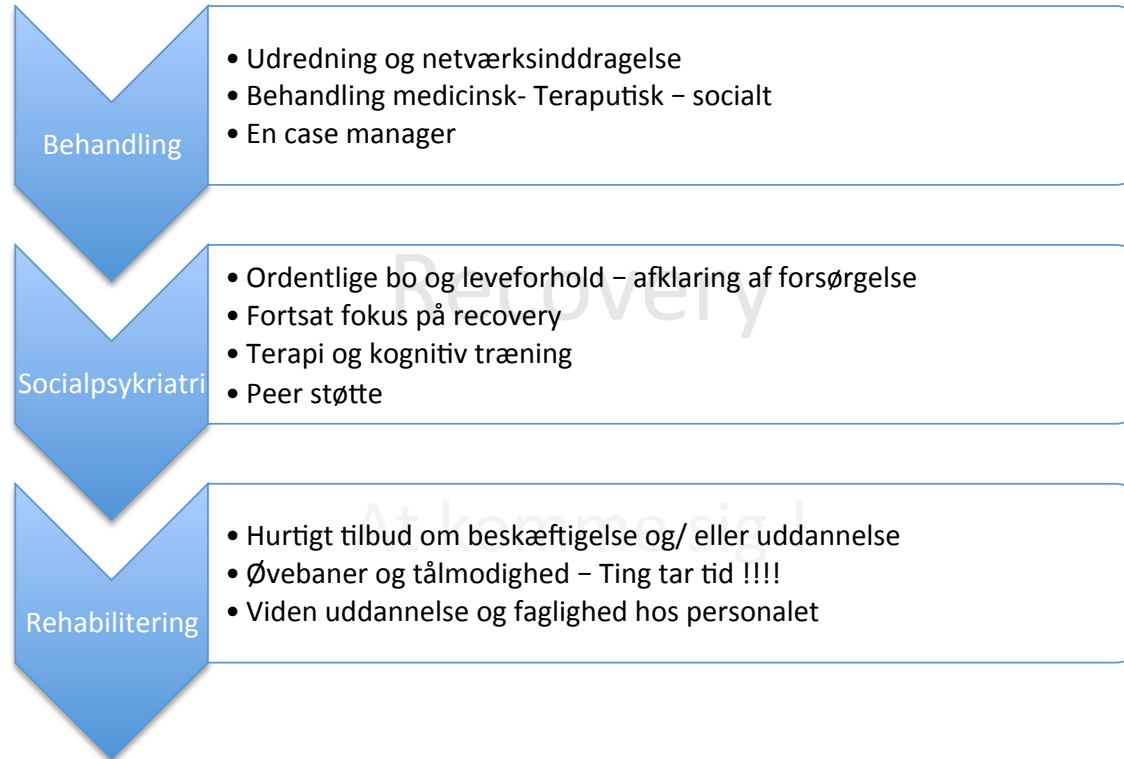 Behandling
• Udredning og netværksinddragelse
• Behandling medicinsk- Teraputisk – socialt
• En case manager
Recovery
Socialpsykriatri
• Ordentlige bo og leveforhold – afklaring af forsørgelse
• Fortsat fokus på recovery
• Terapi og kognitiv træning
• Peer støtte
At komme sig !
Rehabilitering
• Hurtigt tilbud om beskæftigelse og/ eller uddannelse
• Øvebaner og tålmodighed – Ting tar tid !!!!
• Viden uddannelse og faglighed hos personalet